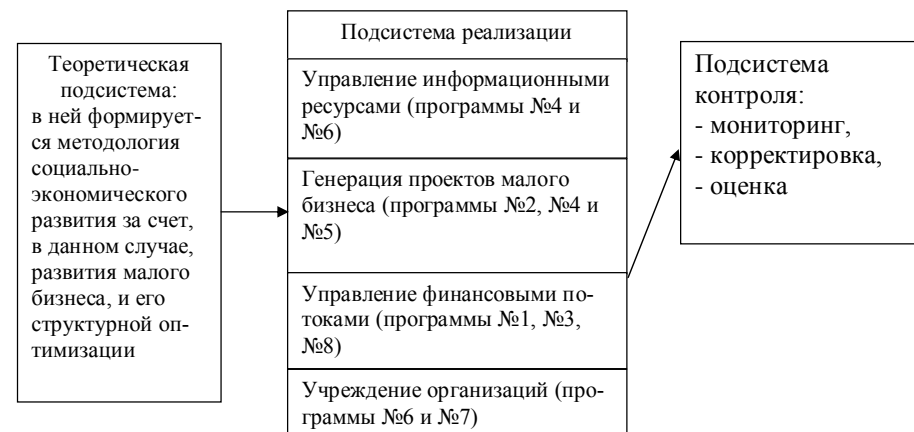 Теоретическая
подсистема:
в ней формирует-
ся методология
социально-
экономического
развития за счет,
в данном случае,
развития малого
бизнеса, и его
структурной оп-
тимизации
Подсистема реализации
Управление информационными
ресурсами (программы №4 и
№6)
Генерация проектов малого
бизнеса (программы №2, №4 и
№5)
Управление финансовыми по-
токами (программы №1, №3,
№8)
Учреждение организаций (про-
граммы №6 и №7)
Подсистема
контроля:
- мониторинг,
- корректировка,
- оценка